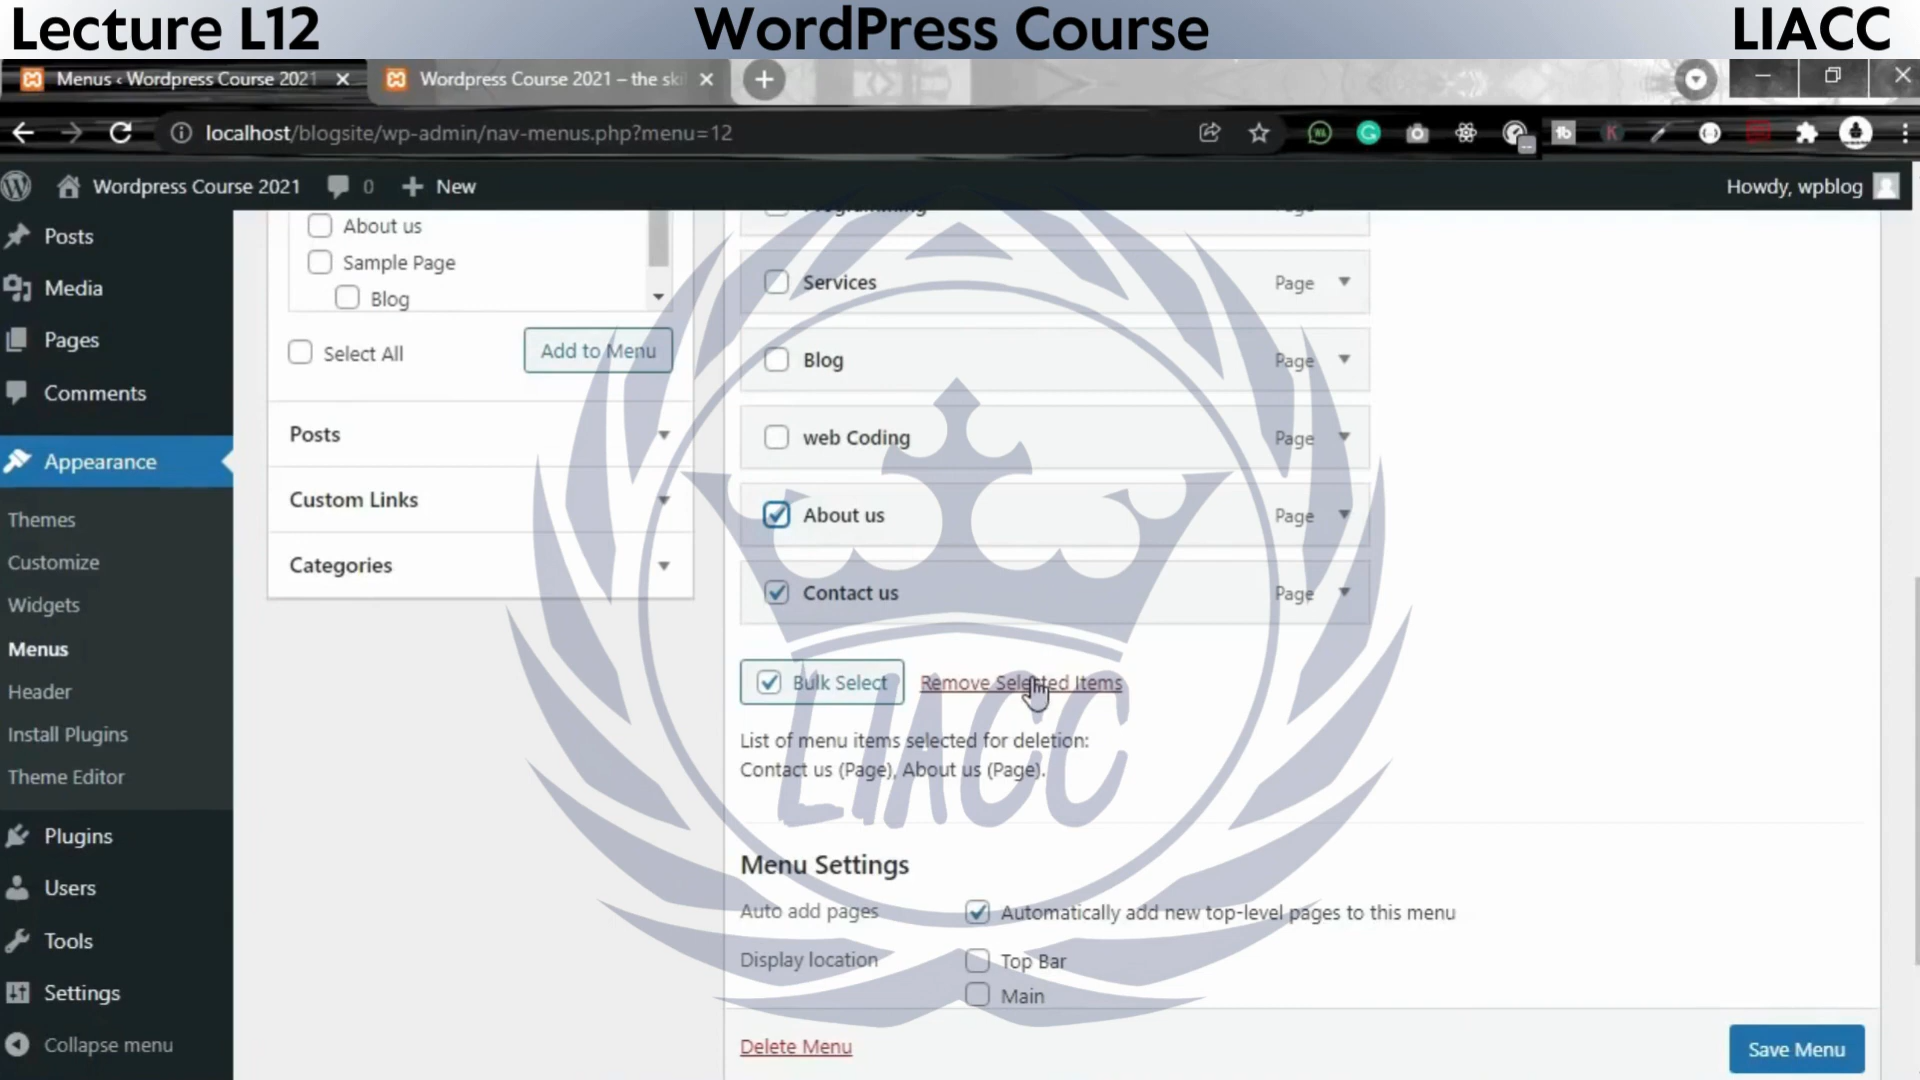 Lecture L12
WordPress Course
LIACC
Menus ‹ Wordpress Course 2021
Wordpress Course 2021 – the ski
localhost/blogsite/wp-admin/nav-menus.php?menu=12
Wordpress Course 2021
0
New
Howdy, wpblog
Posts
Media
Pages
Comments
Appearance
Themes
Customize
Widgets
Menus
Header
Install Plugins
Theme Editor
Plugins
Users
Tools
Settings
Collapse menu
About us
Sample Page
Blog
Select All
Add to Menu
Posts
Custom Links
Categories
Programming
Page
Services
Page
Blog
Page
web Coding
Page
About us
Page
Contact us
Page
Bulk Select
Remove Selected Items
List of menu items selected for deletion:
Contact us (Page), About us (Page).
LIACC
Menu Settings
Auto add pages
Automatically add new top-level pages to this menu
Display location
Top Bar
Main
Delete Menu
Save Menu